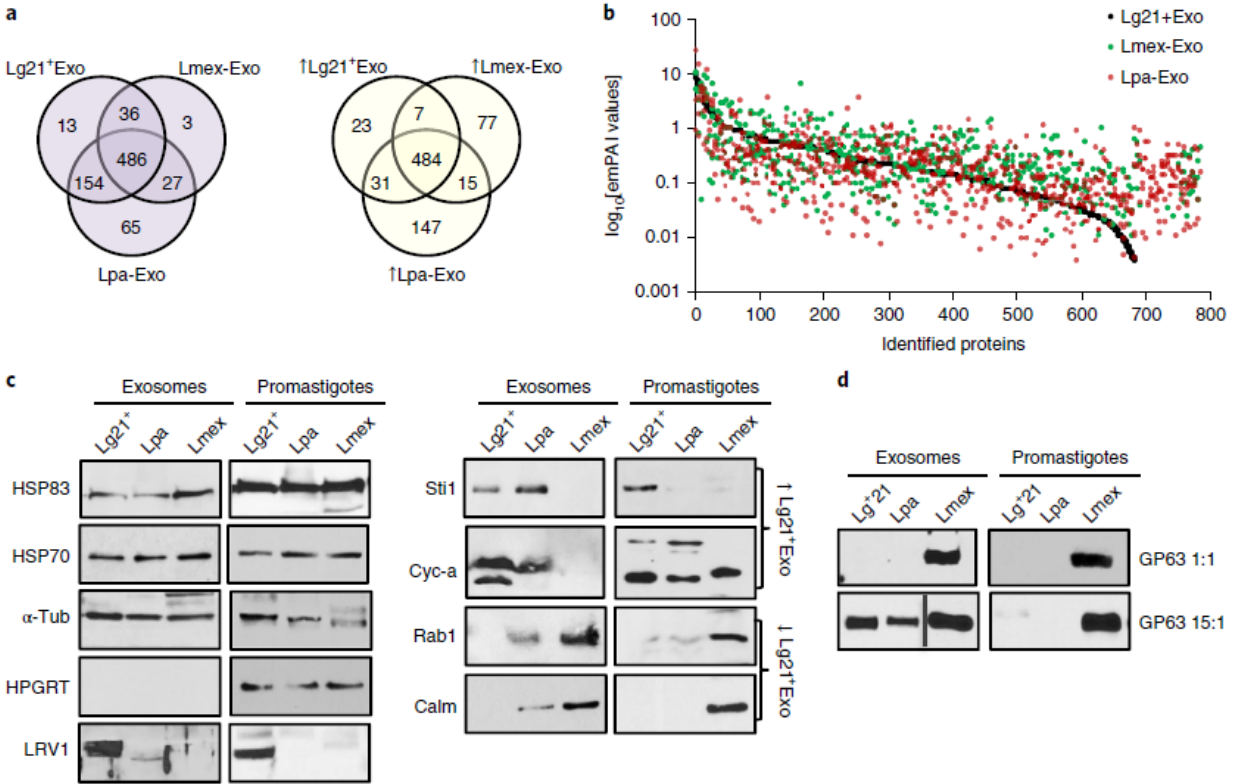 a
Lg21+Exo
Lmex-Exo
13
36
3
486
154
27
65
Lpa-Exo
↑Lg21+Exo
↑Lmex-Exo
23
7
77
484
31
15
147
↑Lpa-Exo
b
Lg21+Exo
Lmex-Exo
Lpa-Exo
log10[emPA I values]
100
10
1
0.1
0.01
0.001
0
100
200
300
400
500
600
700
800
Identified proteins
c
Exosomes
Promastigotes
Lg21+
Lpa
Lmex
Lg21+
Lpa
Lmex
HSP83
HSP70
α-Tub
HPGRT
LRV1
Exosomes
Promastigotes
Lg21+
Lpa
Lmex
Lg21+
Lpa
Lmex
Sti1
Cyc-a
Rab1
Calm
↑Lg21+Exo
↓Lg21+Exo
d
Exosomes
Promastigotes
Lg+21
Lpa
Lmex
Lg+21
Lpa
Lmex
GP63 1:1
GP63 15:1